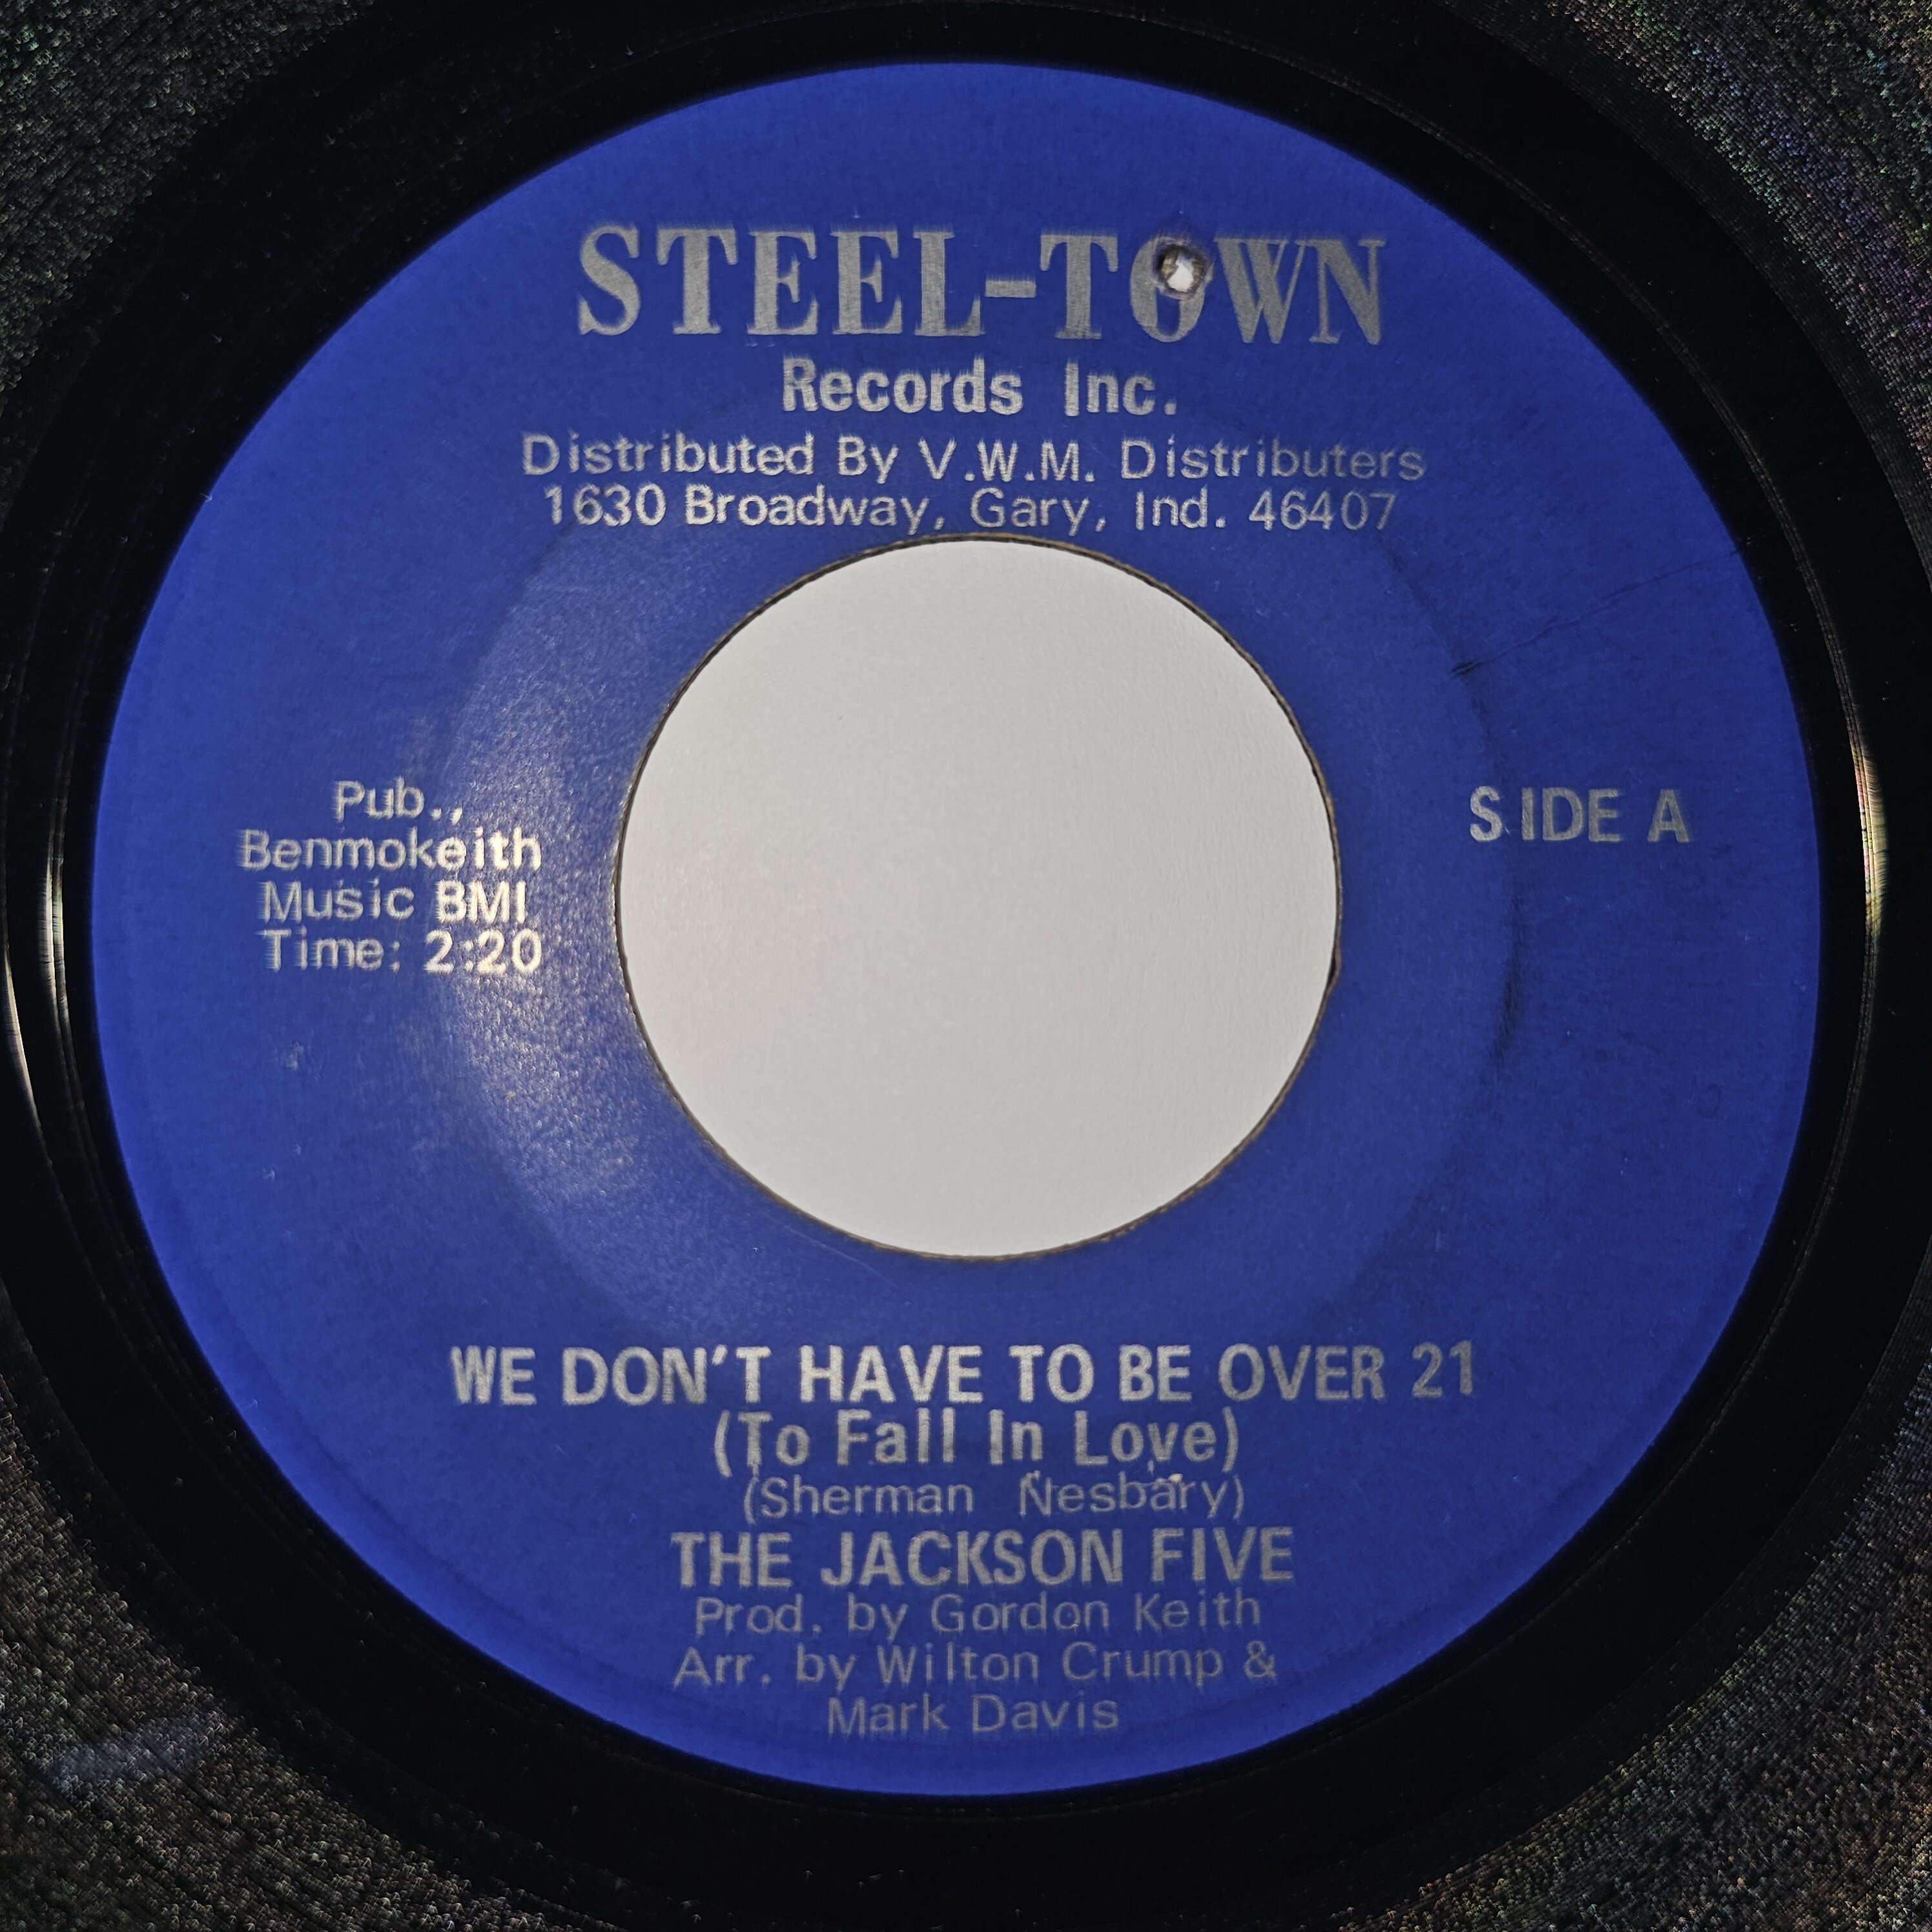 STEEL-TOWN
Records Inc.
Distributed By V.W.M. Distributers
1630 Broadway, Gary, Ind. 46407
Pub.,
Benmokeith
Music BMI
Time: 2:20
SIDE A
WE DON'T HAVE TO BE OVER 21
(To Fall In Love)
(Sherman Nesbary)
THE JACKSON FIVE
Prod. by Gordon Keith
Arr. by Wilton Crump &
Mark Davis